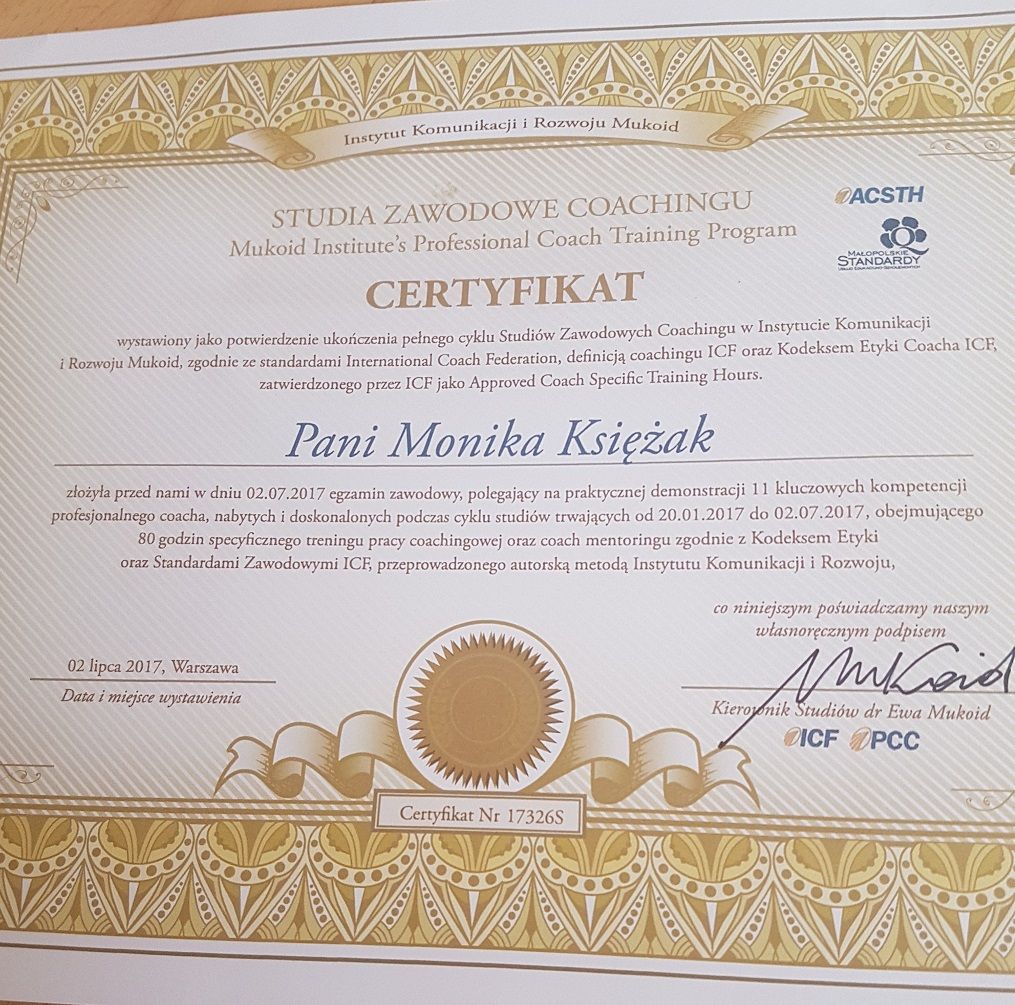 Instytut Komunikacji i Rozwoju Mukoid
STUDIA ZAWODOWE COACHINGU
Mukoid Institute's Professional Coach Training Program
ACSTH
MAŁOPOLSKIE
STANDARDY
CERTYFIKAT
wystawiony jako potwierdzenie ukończenia pełnego cyklu Studiów Zawodowych Coachingu w Instytucie Komunikacji
i Rozwoju Mukoid, zgodnie ze standardami International Coach Federation, definicją coachingu ICF oraz Kodeksem Etyki Coacha ICF,
zatwierdzonego przez ICF jako Approved Coach Specific Training Hours.
Pani Monika Księżak
złożyła przed nami w dniu 02.07.2017 egzamin zawodowy, polegający na praktycznej demonstracji 11 kluczowych kompetencji
profesjonalnego coacha, nabytych i doskonalonych podczas cyklu studiów trwających od 20.01.2017 do 02.07.2017, obejmującego
80 godzin specyficznego treningu pracy coachingowej oraz coach mentoringu zgodnie z Kodeksem Etyki
oraz Standardami Zawodowymi ICF, przeprowadzonego autorską metodą Instytutu Komunikacji i Rozwoju,
co niniejszym poświadczamy naszym
własnoręcznym podpisem
02 lipca 2017, Warszawa
Data i miejsce wystawienia
Mukoid
Kierownik Studiów dr Ewa Mukoid
ICF PCC
Certyfikat Nr 17326S